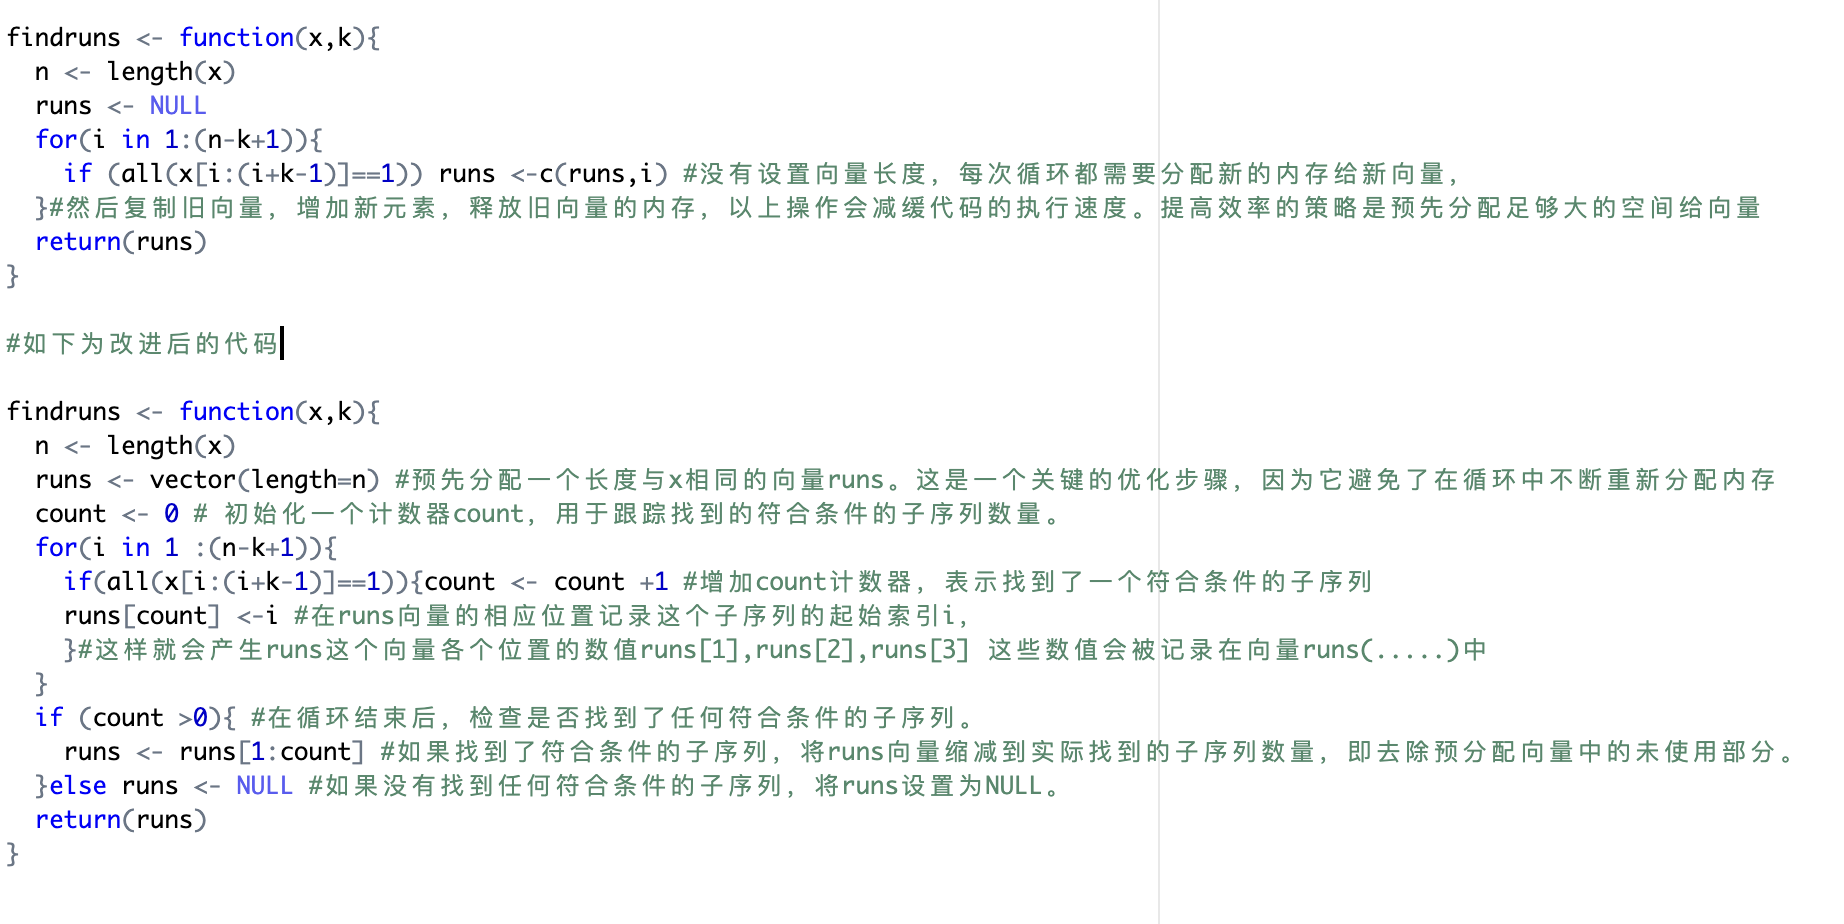 findruns <- function(x,k){
  n <- length(x)
  runs <- NULL
  for(i in 1:(n-k+1)){
    if (all(x[i:(i+k-1)]==1)) runs <-c(runs,i) #没有设置向量长度，每次循环都需要分配新的内存给新向量，
  }#然后复制旧向量，增加新元素，释放旧向量的内存，以上操作会减缓代码的执行速度。提高效率的策略是预先分配足够大的空间给向量
  return(runs)
}
#如下为改进后的代码
findruns <- function(x,k){
  n <- length(x)
  runs <- vector(length=n) #预先分配一个长度与x相同的向量runs。这是一个关键的优化步骤，因为它避免了在循环中不断重新分配内存
  count <- 0 # 初始化一个计数器count，用于跟踪找到的符合条件的子序列数量。
  for(i in 1 :(n-k+1)){
    if(all(x[i:(i+k-1)]==1)){count <- count +1 #增加count计数器，表示找到了一个符合条件的子序列
    runs[count] <-i #在runs向量的相应位置记录这个子序列的起始索引i，
    }#这样就会产生runs这个向量各个位置的数值runs[1],runs[2],runs[3] 这些数值会被记录在向量runs(.....)中
  }
  if (count >0){ #在循环结束后，检查是否找到了任何符合条件的子序列。
    runs <- runs[1:count] #如果找到了符合条件的子序列，将runs向量缩减到实际找到的子序列数量，即去除预分配向量中的未使用部分。
  }else runs <- NULL #如果没有找到任何符合条件的子序列，将runs设置为NULL。
  return(runs)
}